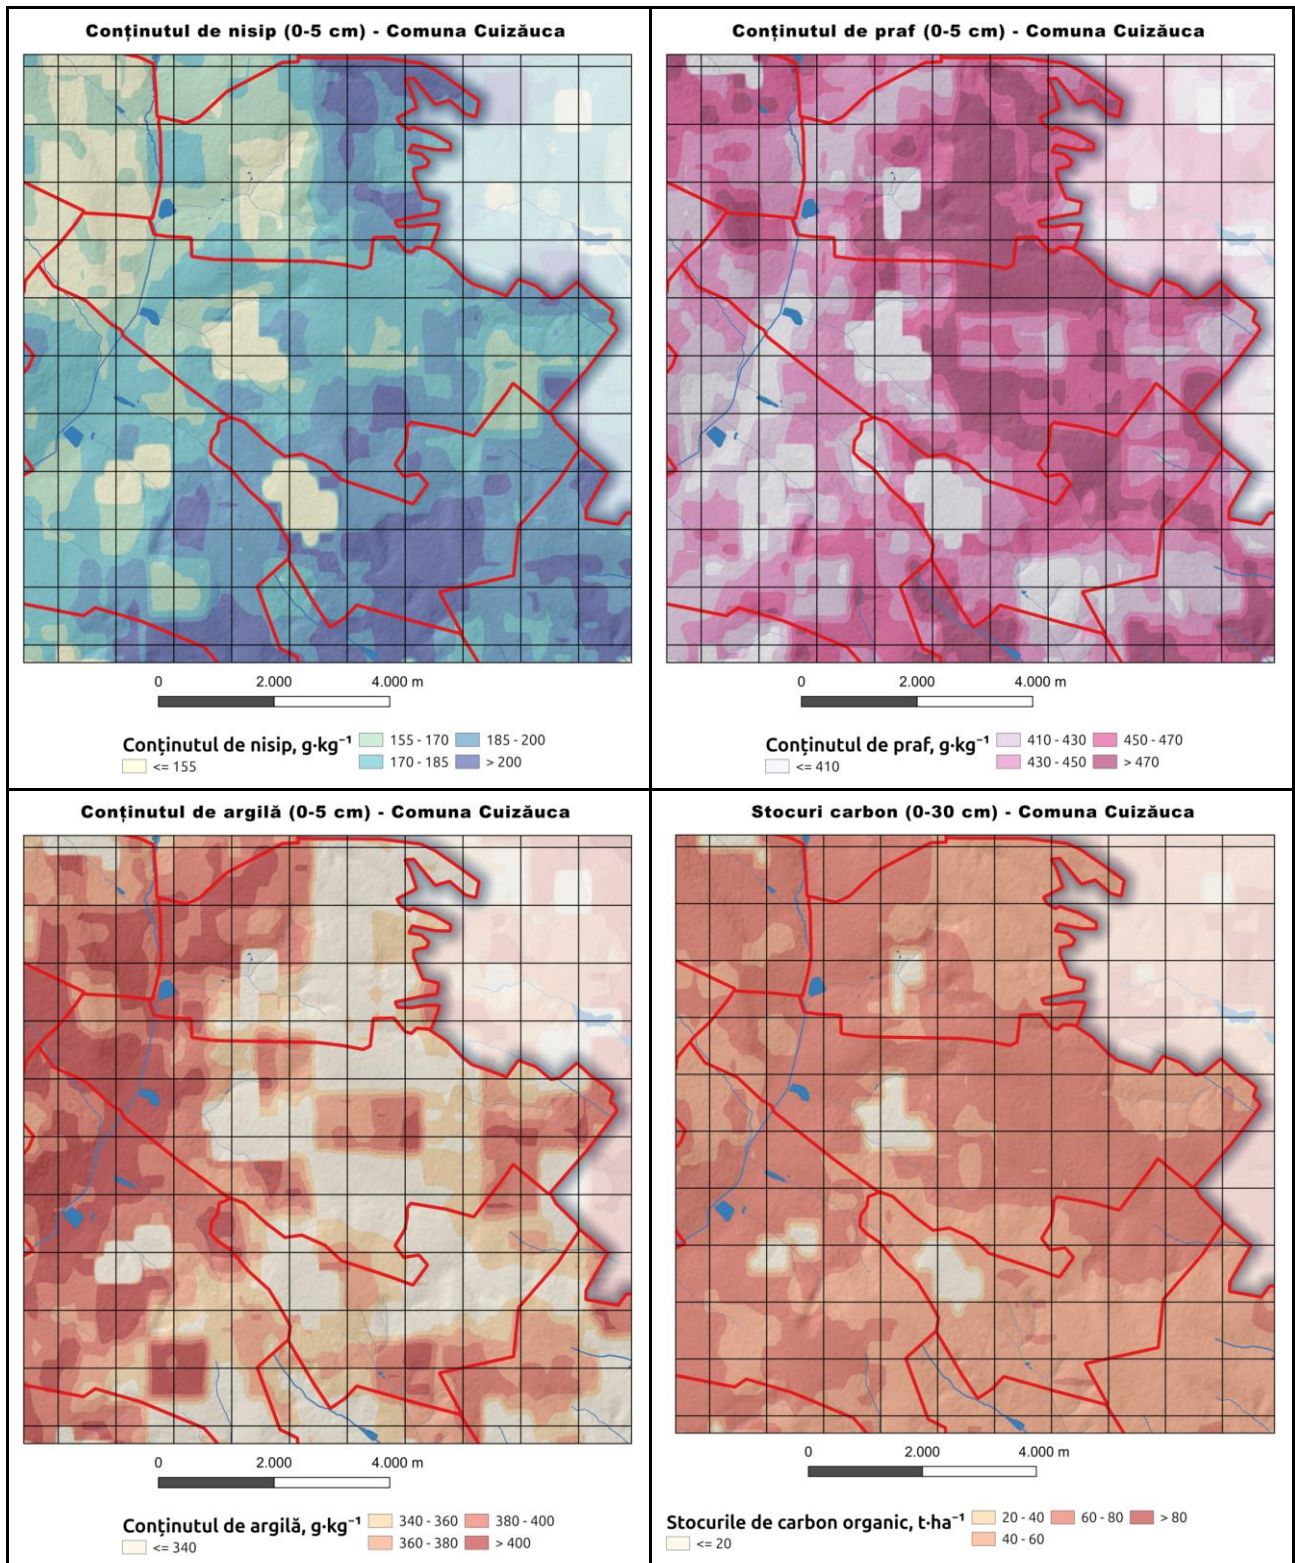 Conținutul de nisip (0-5 cm) - Comuna Cuizăuca
0 2.000 4.000 m
Conținutul de nisip, g·kg⁻¹
<= 155
155 - 170
170 - 185
185 - 200
> 200
Conținutul de praf (0-5 cm) - Comuna Cuizăuca
0 2.000 4.000 m
Conținutul de praf, g·kg⁻¹
<= 410
410 - 430
430 - 450
450 - 470
> 470
Conținutul de argilă (0-5 cm) - Comuna Cuizăuca
0 2.000 4.000 m
Conținutul de argilă, g·kg⁻¹
<= 340
340 - 360
360 - 380
380 - 400
> 400
Stocuri carbon (0-30 cm) - Comuna Cuizăuca
0 2.000 4.000 m
Stocurile de carbon organic, t·ha⁻¹
<= 20
20 - 40
40 - 60
60 - 80
> 80